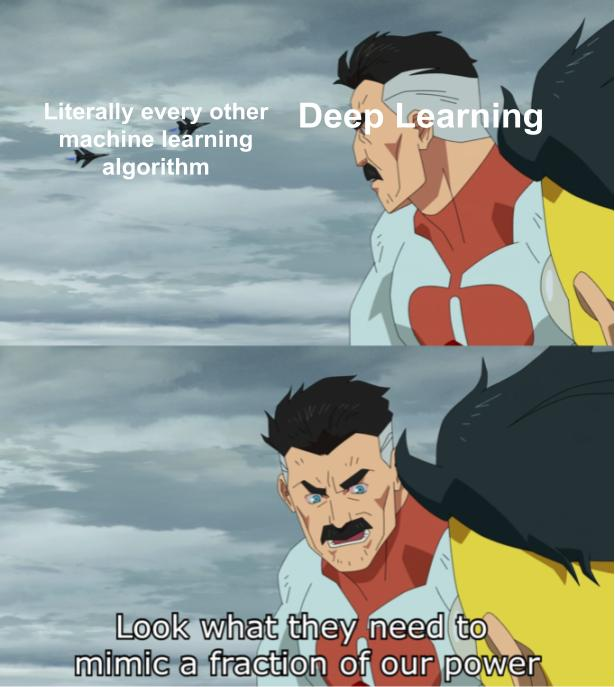 Literally every other
machine learning
algorithm
Deep Learning
Look what they need to
mimic a fraction of our power